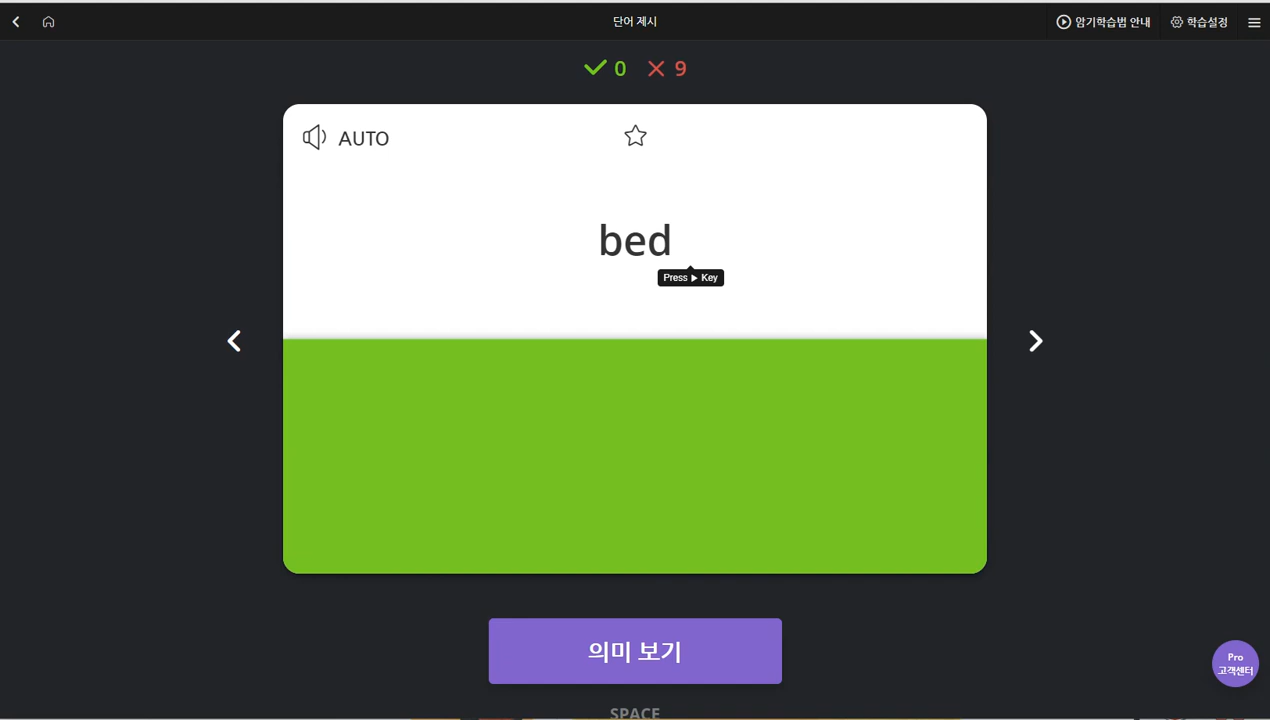 단어 제시
암기학습법 안내
학습설정
0
9
AUTO
bed
Press ▶ Key
의미 보기
Pro
고객센터
SPACE